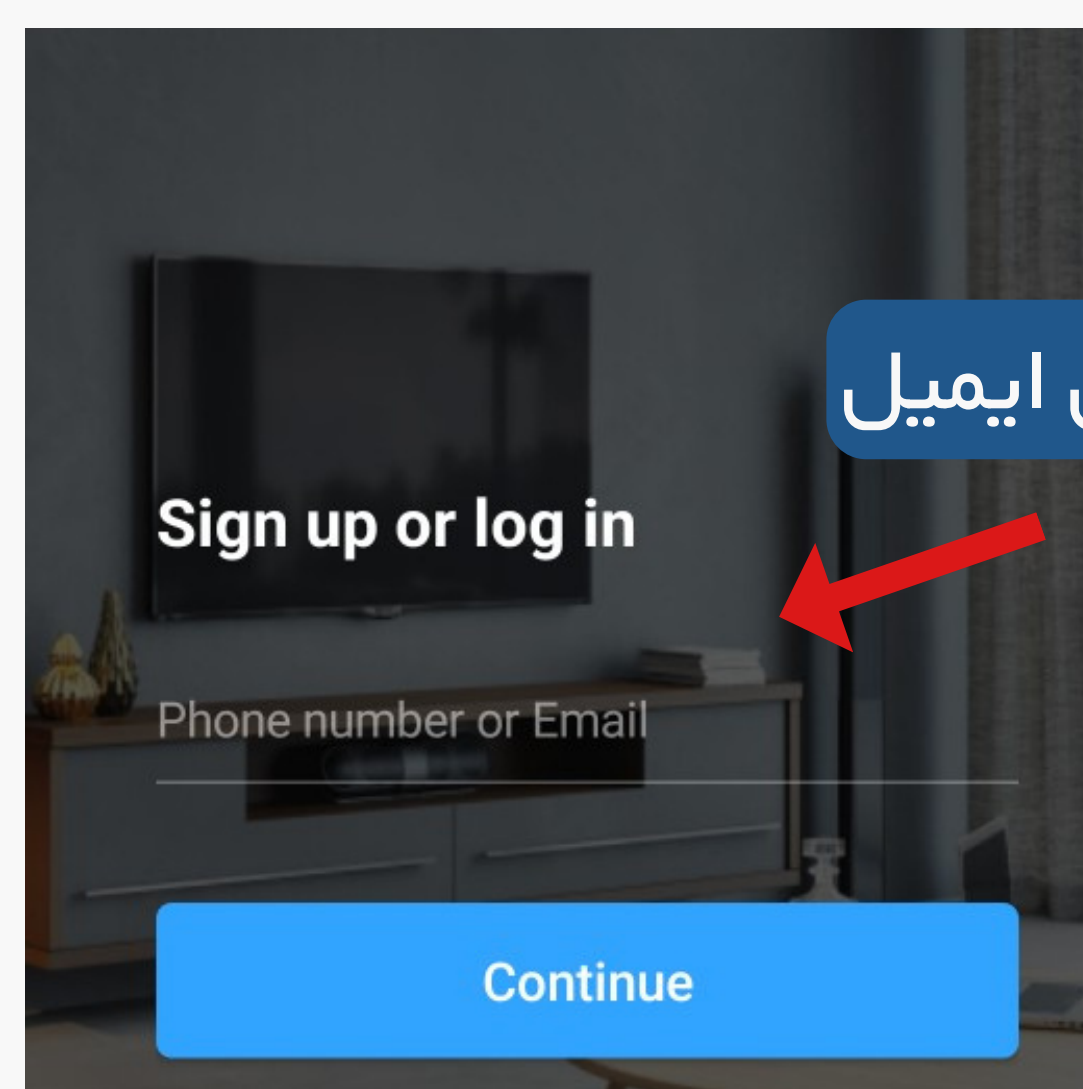 ایمیل
Sign up or log in
Phone number or Email
Continue